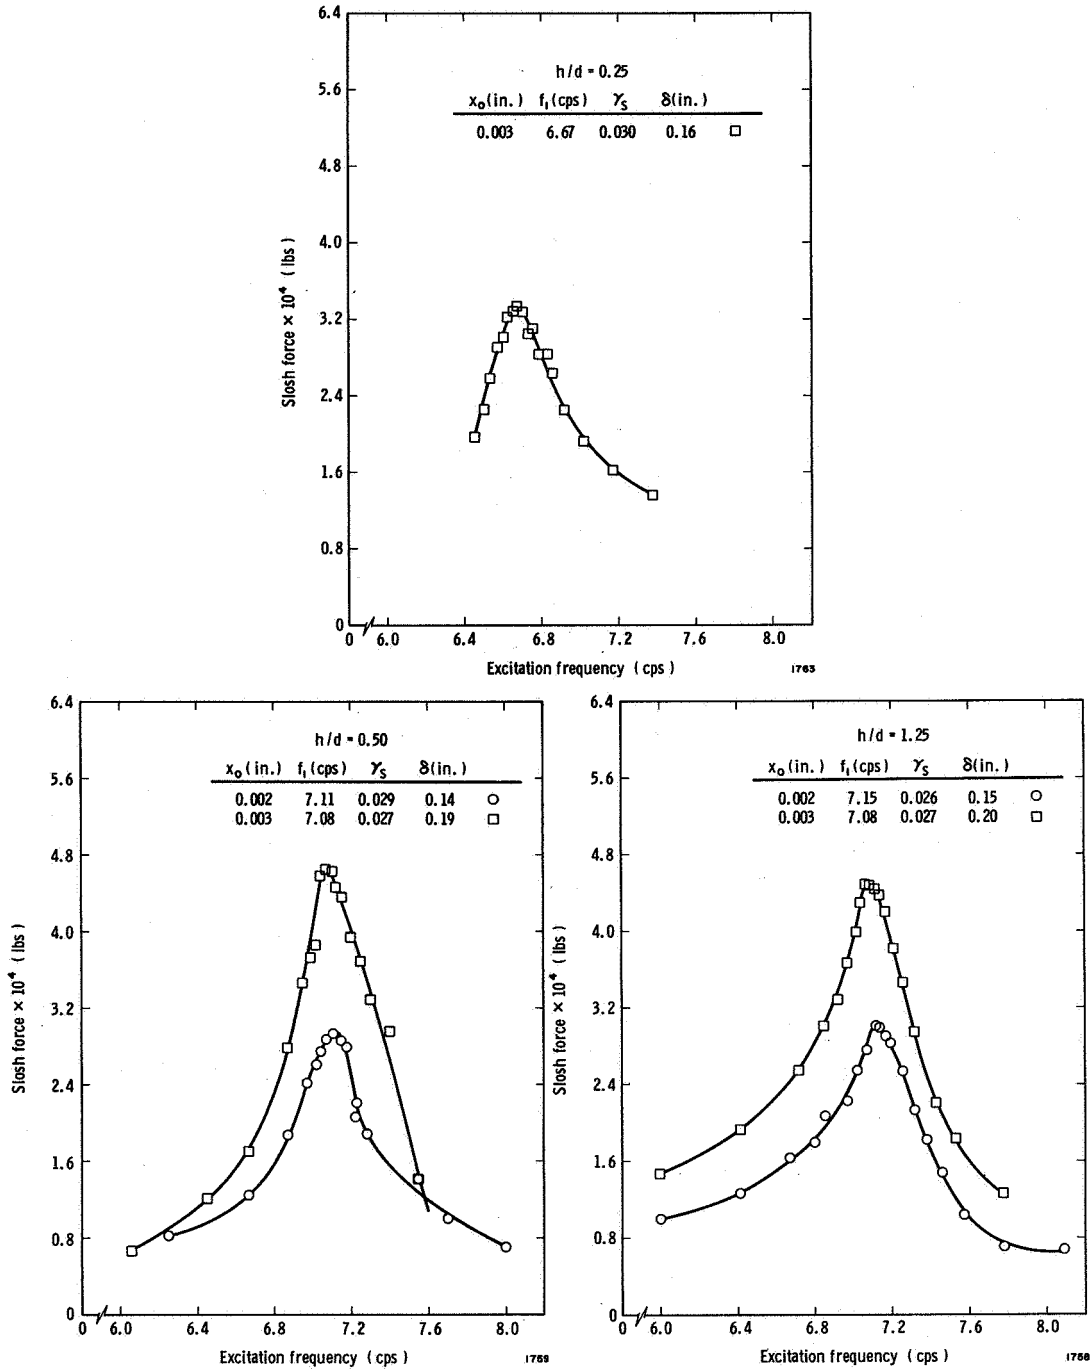 6.4
h/d = 0.25
5.6
x₀(in.) f₁(cps) γₛ δ(in.)
0.003 6.67 0.030 0.16
4.8
4.0
3.2
2.4
1.6
0.8
0
Slosh force × 10⁴ (lbs)
0 6.0 6.4 6.8 7.2 7.6 8.0
Excitation frequency (cps)
1763
6.4
h/d = 0.50
x₀(in.) f₁(cps) γₛ δ(in.)
5.6
0.002 7.11 0.029 0.14
0.003 7.08 0.027 0.19
4.8
4.0
3.2
2.4
1.6
0.8
0
Slosh force × 10⁴ (lbs)
0 6.0 6.4 6.8 7.2 7.6 8.0
Excitation frequency (cps)
1759
6.4
h/d = 1.25
x₀(in.) f₁(cps) γₛ δ(in.)
5.6
0.002 7.15 0.026 0.15
0.003 7.08 0.027 0.20
4.8
4.0
3.2
2.4
1.6
0.8
0
Slosh force × 10⁴ (lbs)
0 6.0 6.4 6.8 7.2 7.6 8.0
Excitation frequency (cps)